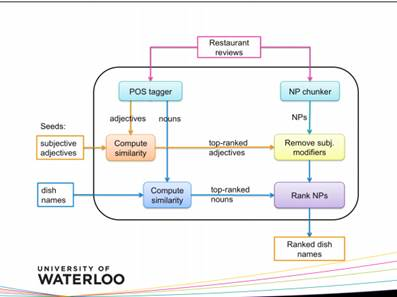 Restaurant
reviews
POS tagger
NP chunker
adjectives
nouns
NPs
Seeds:
subjective
adjectives
Compute
similarity
top-ranked
adjectives
Remove subj.
modifiers
dish
names
Compute
similarity
top-ranked
nouns
Rank NPs
Ranked dish
names
UNIVERSITY OF
WATERLOO